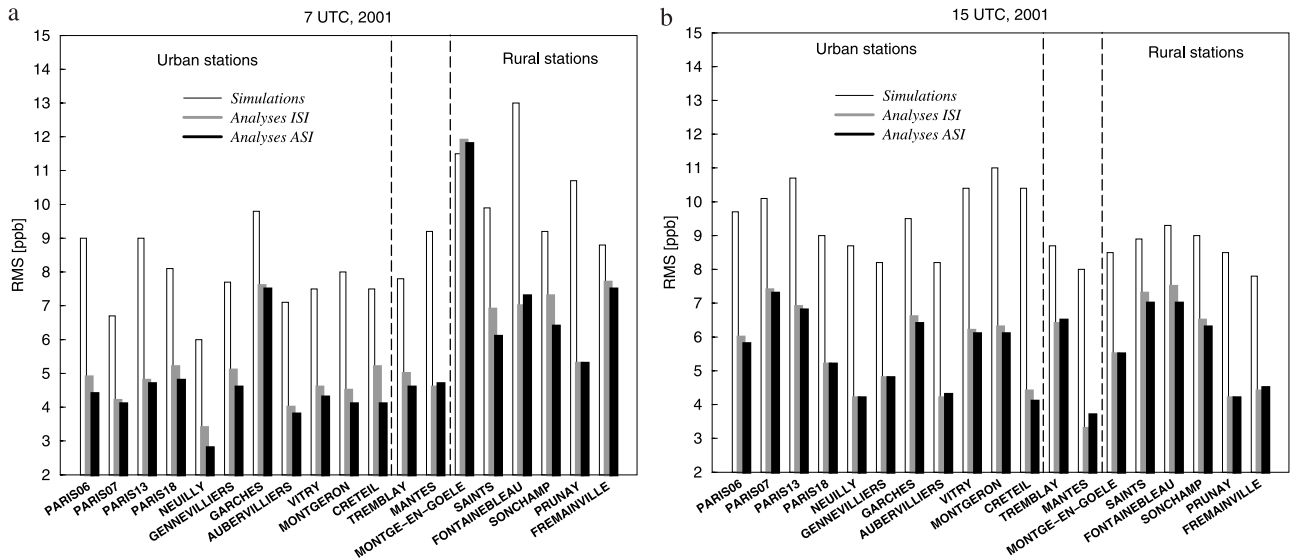 a
7 UTC, 2001
15
14
13
12
11
10
9
8
7
6
5
4
3
2
RMS [ppb]
Urban stations
Rural stations
Simulations
Analyses ISI
Analyses ASI
PARIS06
PARIS07
PARIS13
PARIS18
NEUILLY
GENNEVILLIERS
GARCHES
AUBERVILLIERS
VITRY
MONTGERON
CRETEIL
TREMBLAY
MANTES
MONTGE-EN-GOELE
SAINTS
FONTAINEBLEAU
SONCHAMP
PRUNAY
FREMAINVILLE
b
15 UTC, 2001
15
14
13
12
11
10
9
8
7
6
5
4
3
2
RMS [ppb]
Urban stations
Rural stations
Simulations
Analyses ISI
Analyses ASI
PARIS06
PARIS07
PARIS13
PARIS18
NEUILLY
GENNEVILLIERS
GARCHES
AUBERVILLIERS
VITRY
MONTGERON
CRETEIL
TREMBLAY
MANTES
MONTGE-EN-GOELE
SAINTS
FONTAINEBLEAU
SONCHAMP
PRUNAY
FREMAINVILLE